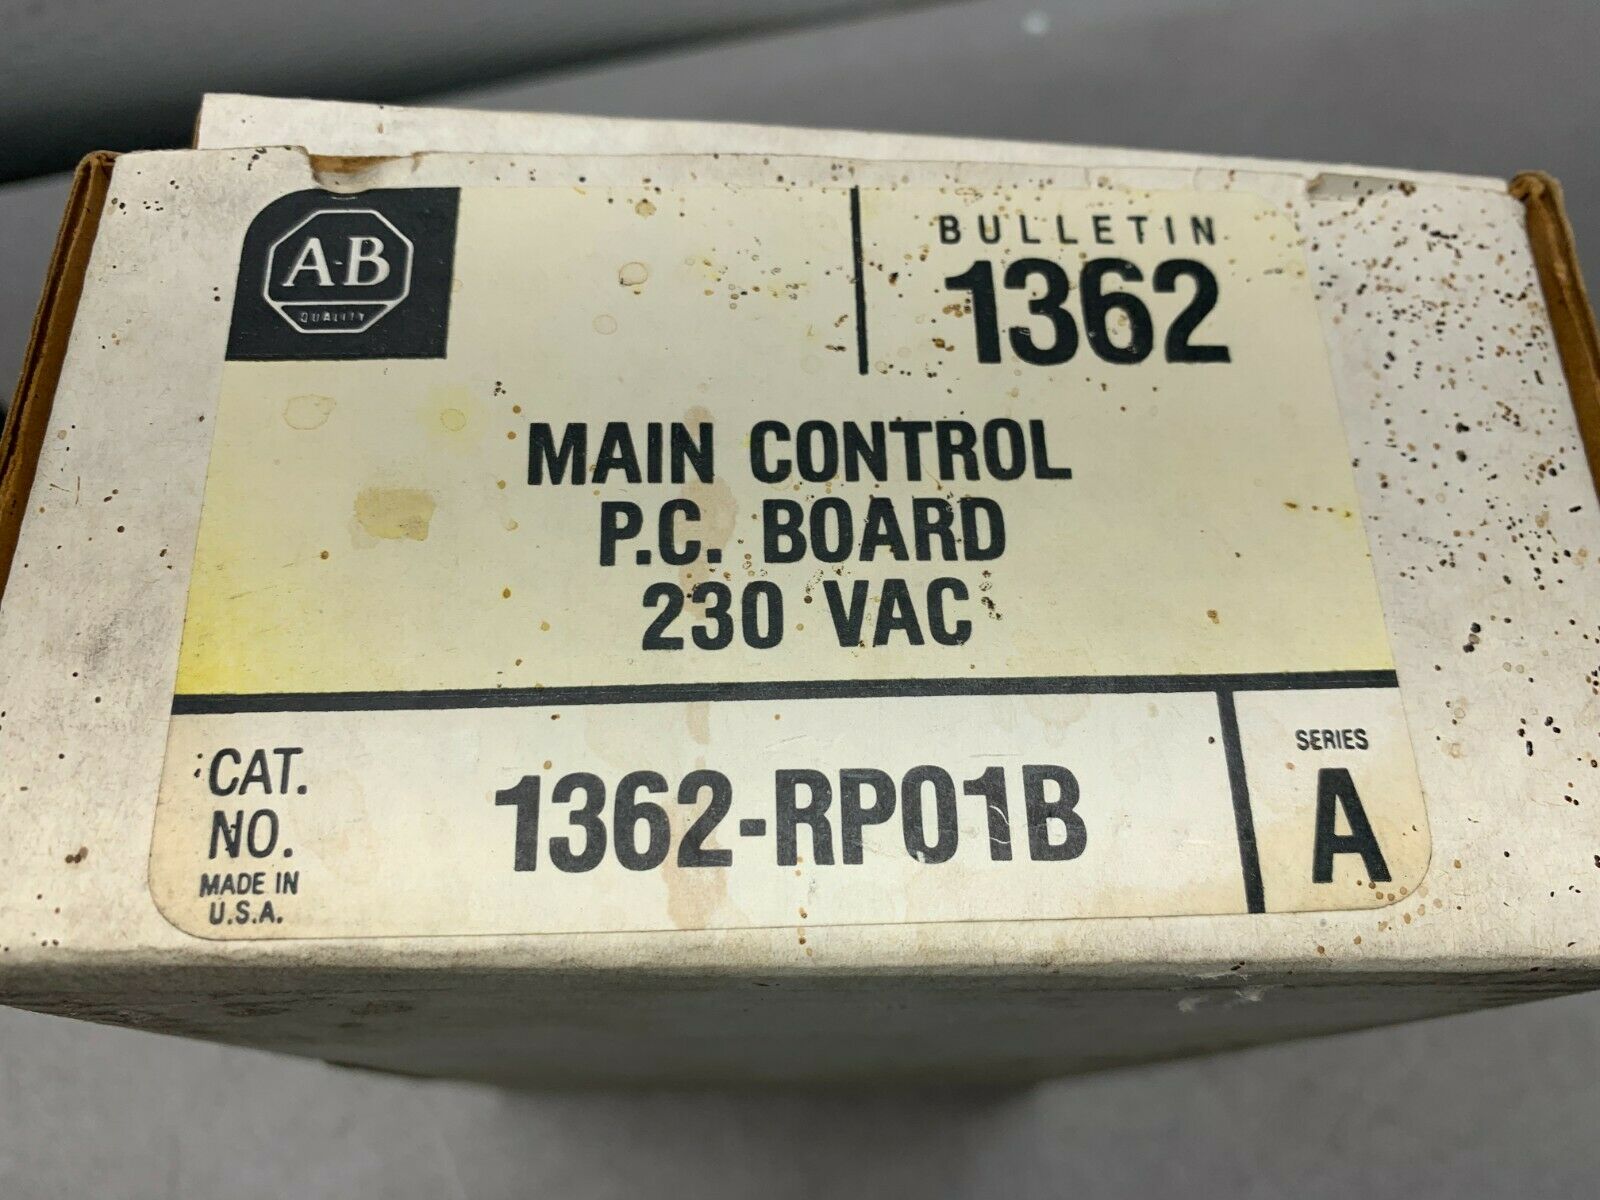 A-B
QUALITY
BULLETIN
1362
MAIN CONTROL
P.C. BOARD
230 VAC
CAT.
NO.
MADE IN
U.S.A.
1362-RP01B
SERIES
A